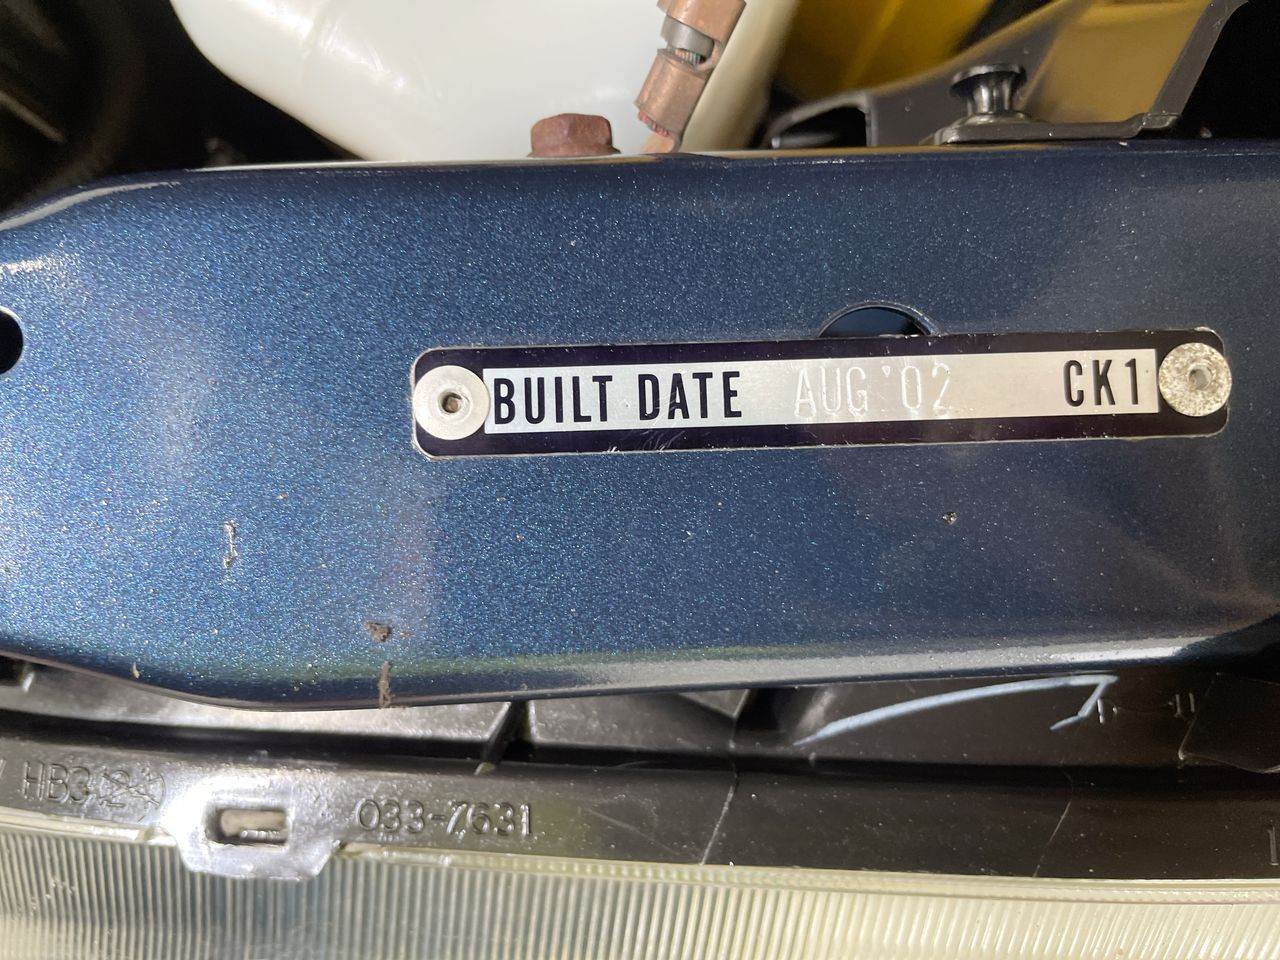 BUILT DATE AUG '02 CK1
HB3
033-7631